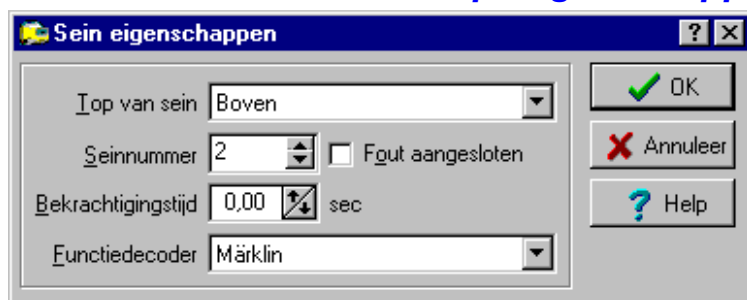 Sein eigenschappen
Top van sein Boven
Seinnummer 2 Fout aangesloten
Bekrachtigingstijd 0,00 sec
Functiedecoder Märklin
OK
Annuleer
? Help